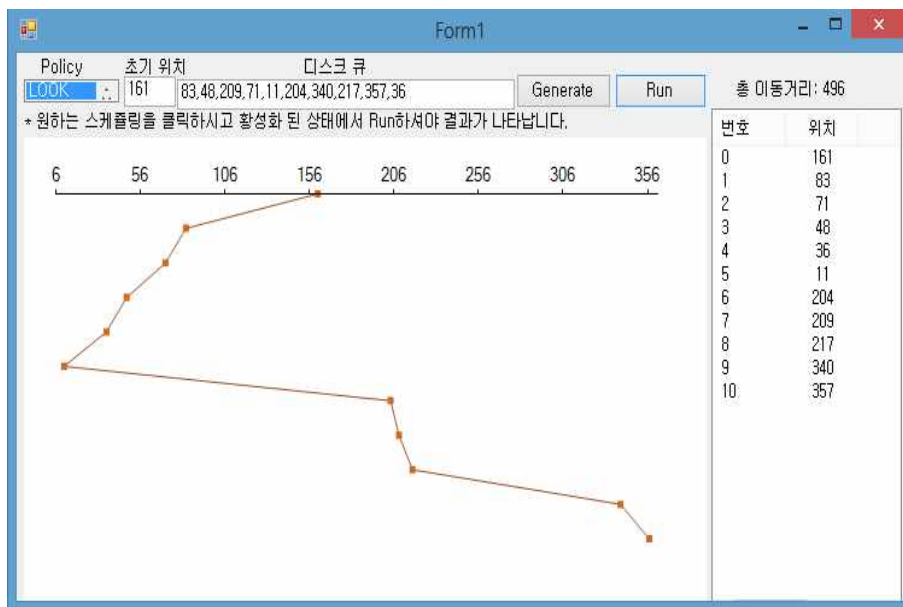 Form1
Policy 초기 위치 디스크 큐
LOOK 161 83,48,209,71,11,204,340,217,357,36 Generate Run 총 이동거리: 496
* 원하는 스케쥴링을 클릭하시고 황성화 된 상태에서 Run하셔야 결과가 나타납니다.
6 56 106 156 206 256 306 356
번호 위치
0 161
1 83
2 71
3 48
4 36
5 11
6 204
7 209
8 217
9 340
10 357